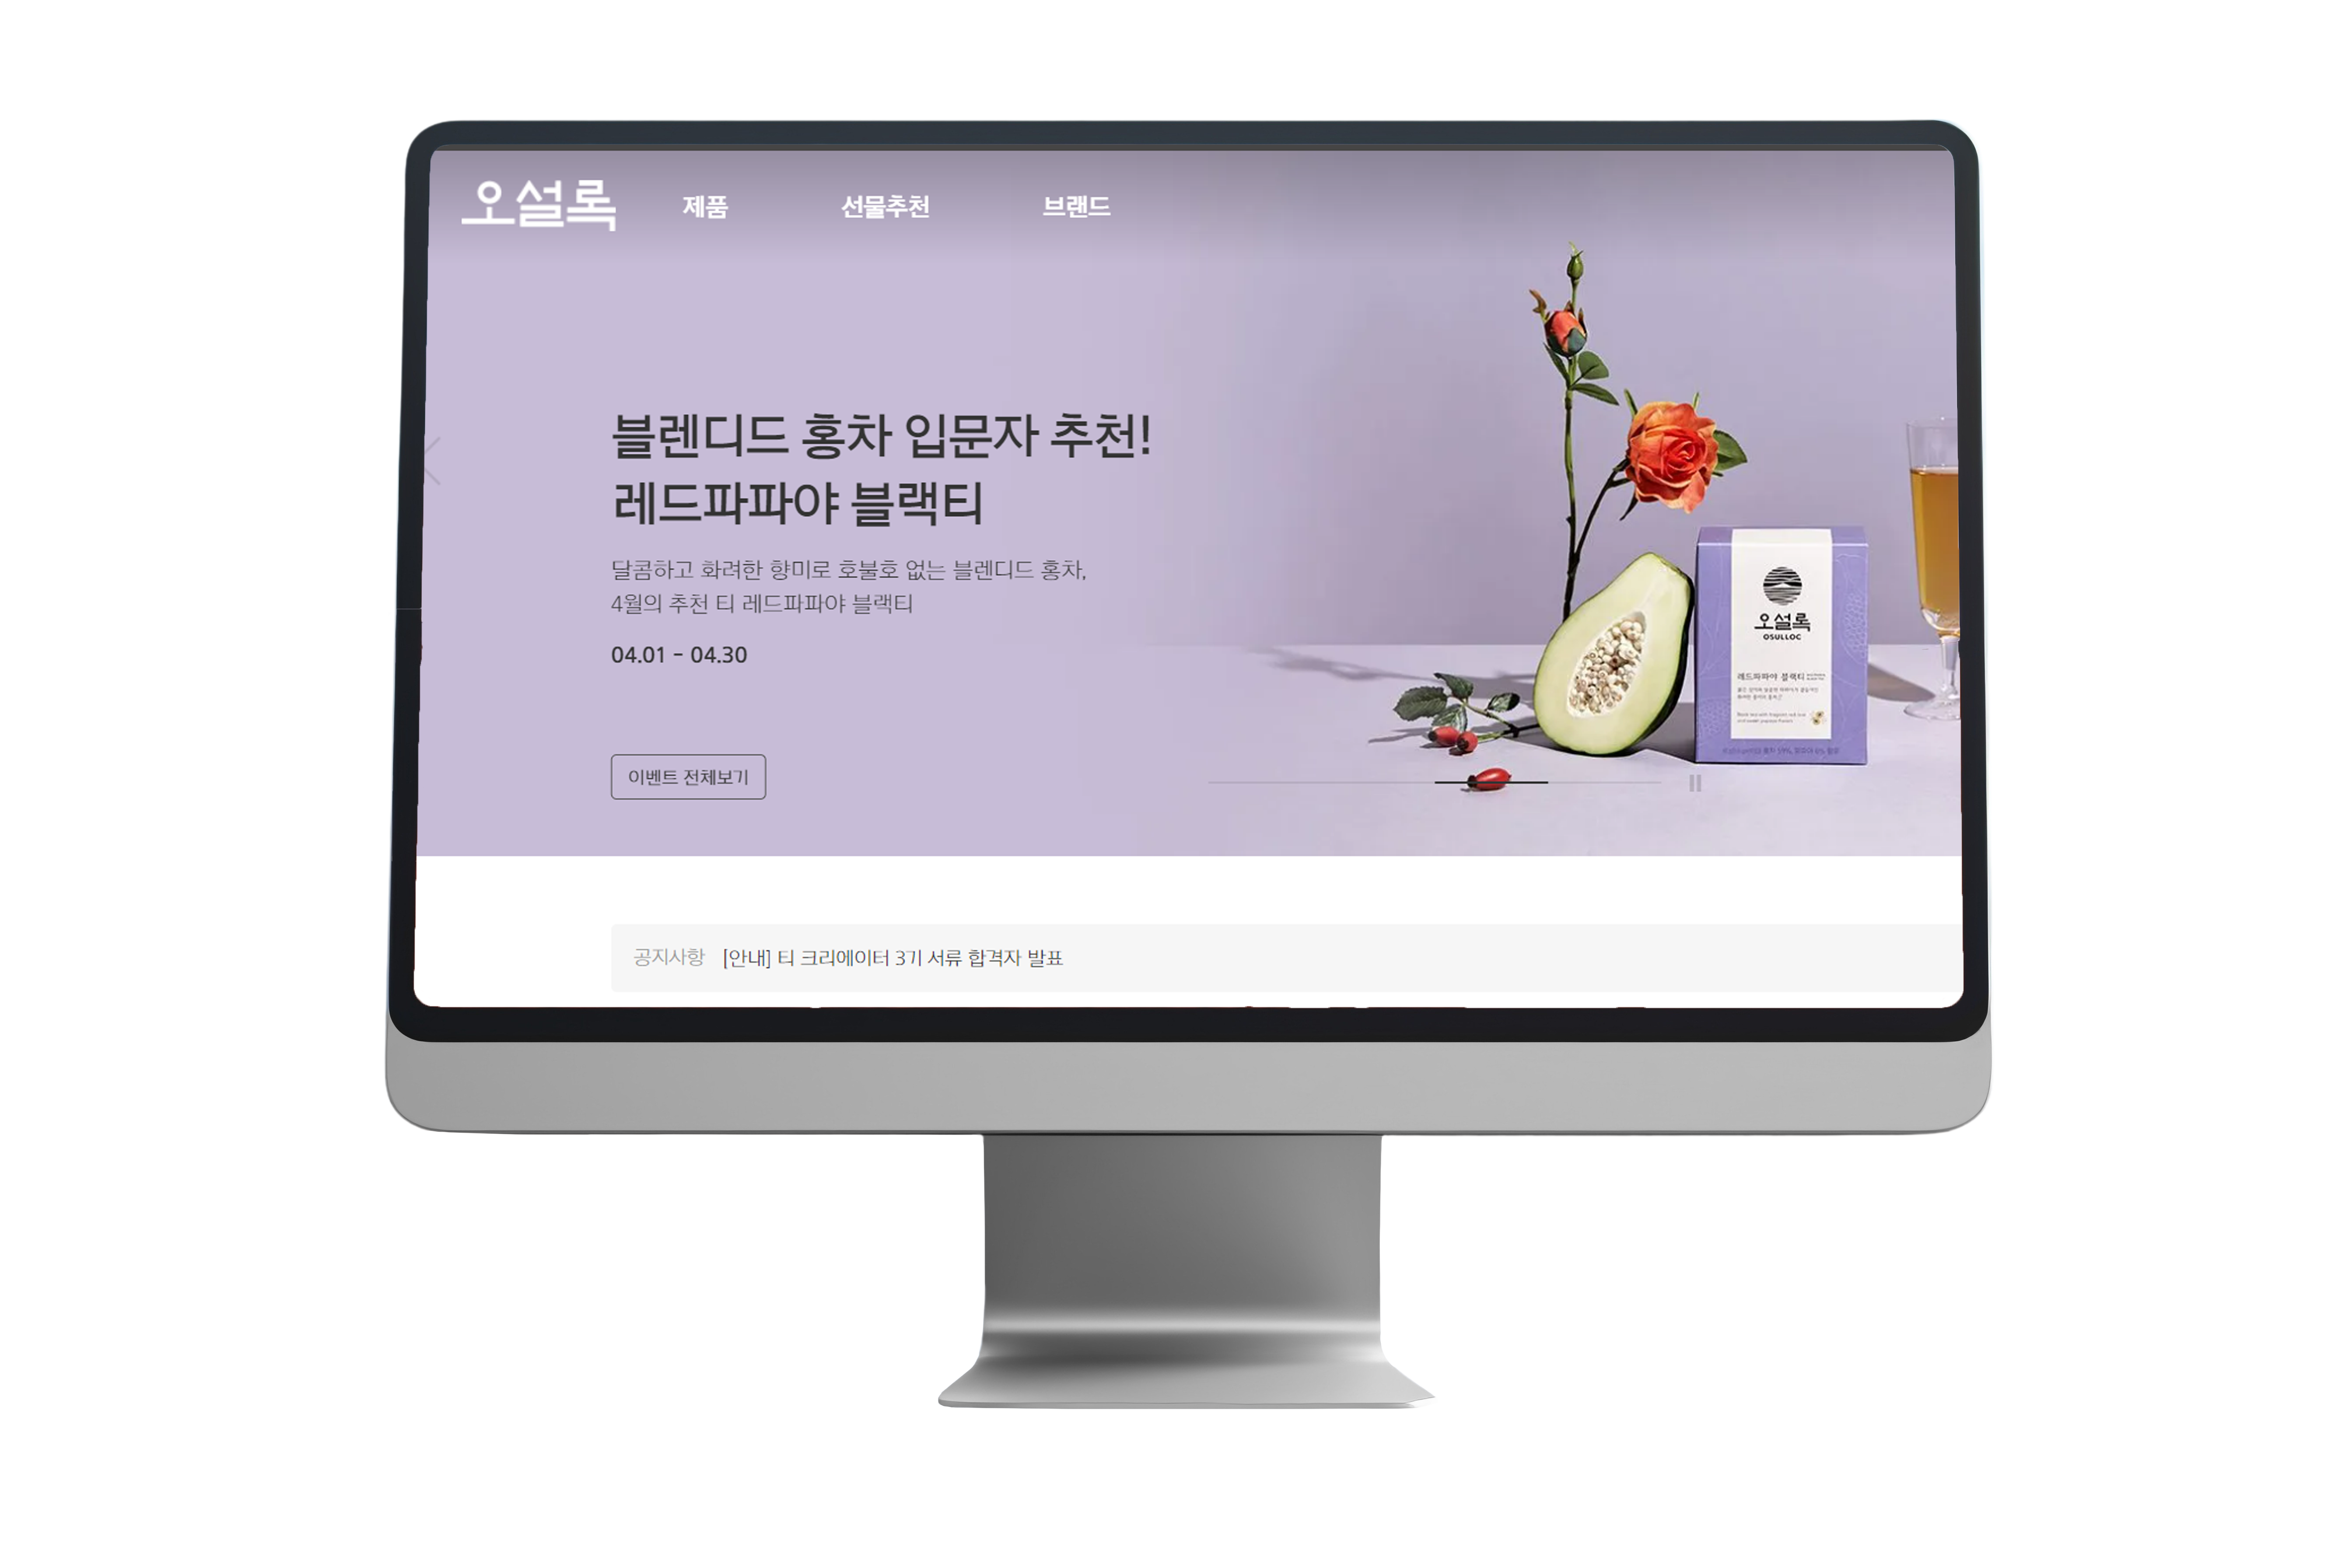 오설록
제품
선물추천
브랜드
블렌디드 홍차 입문자 추천!
레드파파야 블랙티
달콤하고 화려한 향미로 호불호 없는 블렌디드 홍차,
4월의 추천 티 레드파파야 블랙티
04.01 - 04.30
이벤트 전체보기
오설록
OSULLOC
레드파파야 블랙티
공지사항 [안내] 티 크리에이터 3기 서류 합격자 발표